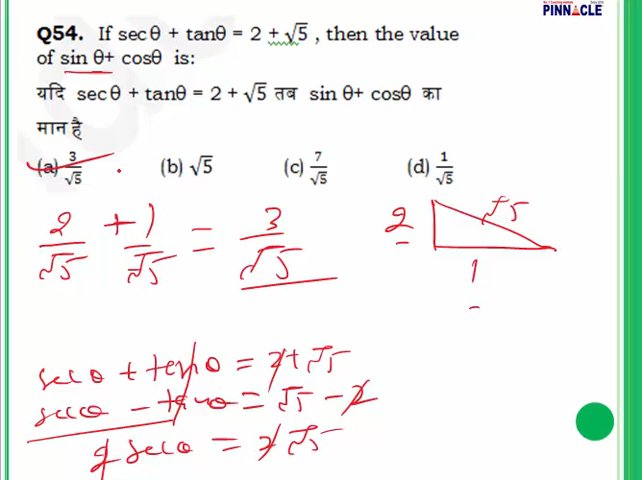 PINNACLE
Q54. If secθ + tanθ = 2 + √5 , then the value
of sin θ+ cosθ is:
यदि secθ + tanθ = 2 + √5 तब sin θ+ cosθ का
मान है
(a) 3/√5 (b) √5 (c) 7/√5 (d) 1/√5
2/√5 + 1/√5 = 3/√5
2 √5
1
secθ + tanθ = 2 + √5
secθ - tanθ = √5 - 2
2 secθ = 2√5